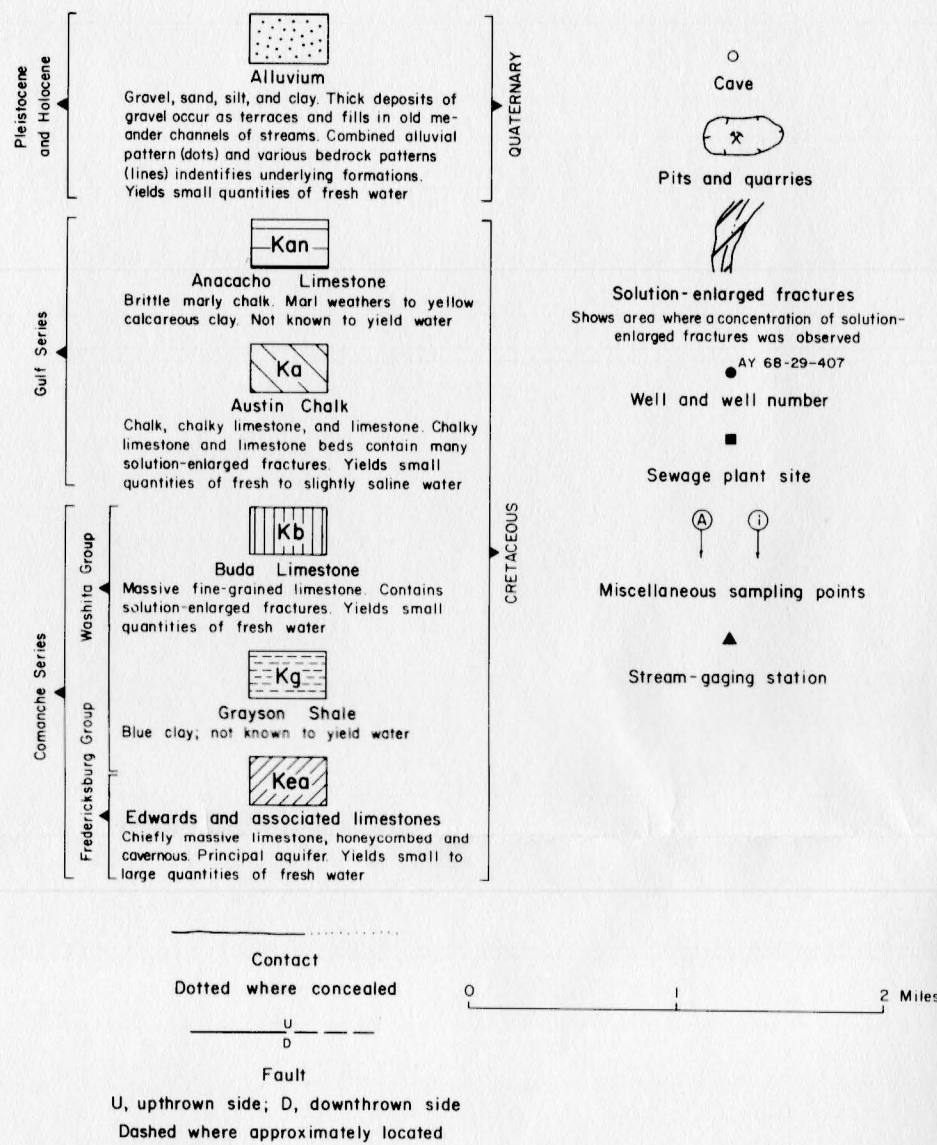 Pleistocene
and Holocene
Alluvium
Gravel, sand, silt, and clay. Thick deposits of
gravel occur as terraces and fills in old me-
ander channels of streams. Combined alluvial
pattern (dots) and various bedrock patterns
(lines) indentifies underlying formations.
Yields small quantities of fresh water
QUATERNARY
Gulf Series
Kan
Anacacho Limestone
Brittle marly chalk. Marl weathers to yellow
calcareous clay. Not known to yield water
Ka
Austin Chalk
Chalk, chalky limestone, and limestone. Chalky
limestone and limestone beds contain many
solution-enlarged fractures. Yields small
quantities of fresh to slightly saline water
Comanche Series
Washita Group
Kb
Buda Limestone
Massive fine-grained limestone. Contains
solution-enlarged fractures. Yields small
quantities of fresh water
Kg
Grayson Shale
Blue clay; not known to yield water
Fredericksburg Group
Kea
Edwards and associated limestones
Chiefly massive limestone, honeycombed and
cavernous. Principal aquifer. Yields small to
large quantities of fresh water
CRETACEOUS
Contact
Dotted where concealed
U
D
Fault
U, upthrown side; D, downthrown side
Dashed where approximately located
Cave
Pits and quarries
Solution-enlarged fractures
Shows area where a concentration of solution-
enlarged fractures was observed
AY 68-29-407
Well and well number
Sewage plant site
A i
Miscellaneous sampling points
Stream-gaging station
0 1 2 Miles